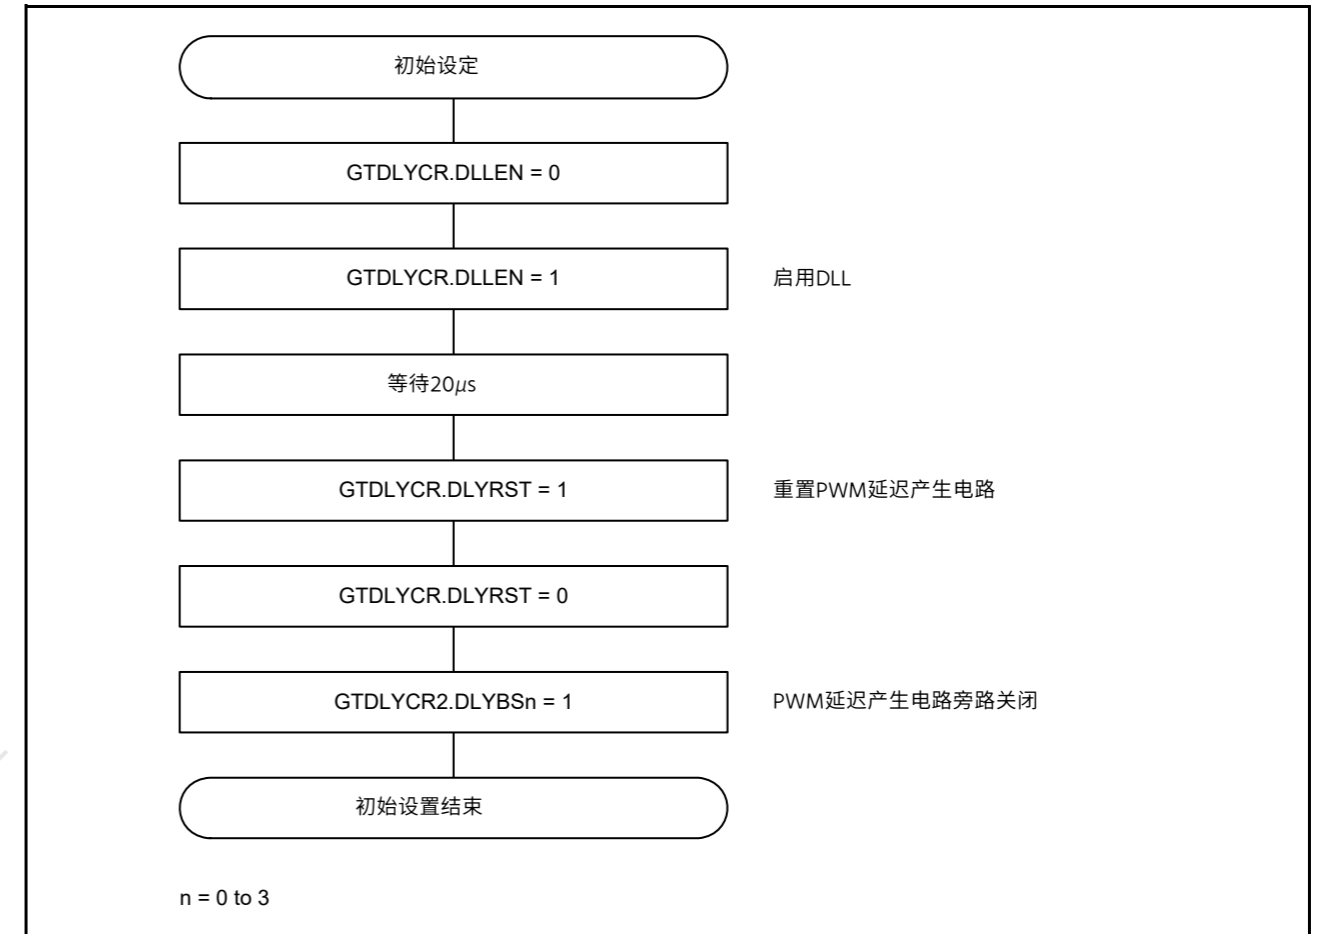 初始设定
GTDLYCR.DLLEN = 0
GTDLYCR.DLLEN = 1
启用DLL
等待20μs
GTDLYCR.DLYRST = 1
重置PWM延迟产生电路
GTDLYCR.DLYRST = 0
GTDLYCR2.DLYBSn = 1
PWM延迟产生电路旁路关闭
初始设置结束
n = 0 to 3